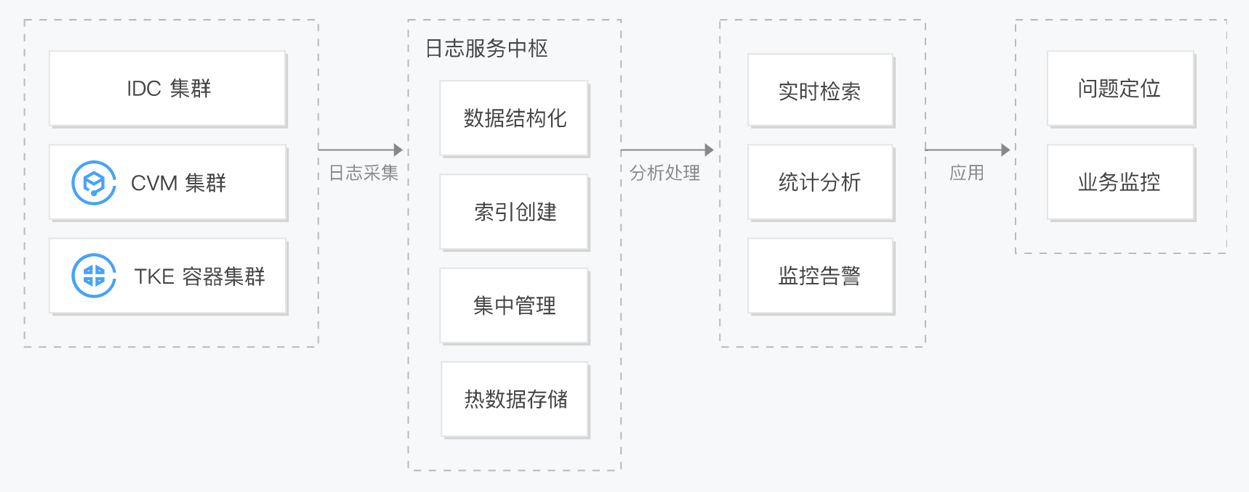 IDC 集群
CVM 集群
TKE 容器集群
日志采集
日志服务中枢
数据结构化
索引创建
集中管理
热数据存储
分析处理
实时检索
统计分析
监控告警
应用
问题定位
业务监控